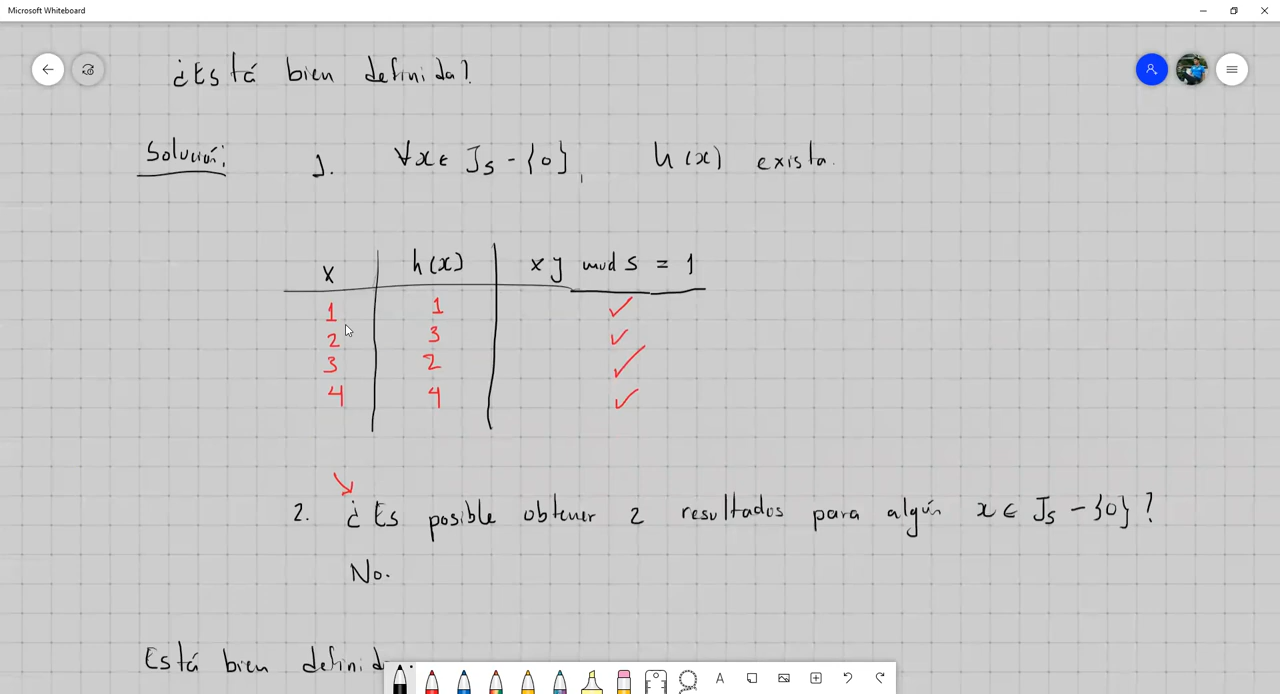 Microsoft Whiteboard
¿Está bien definida?
Solución: 1. ∀x ∈ J5 - {0}, h(x) exista.
x h(x) xy mod 5 = 1
1 1 ✓
2 3 ✓
3 2 ✓
4 4 ✓
2. ¿Es posible obtener 2 resultados para algún x ∈ J5 - {0}?
No.
Está bien definid